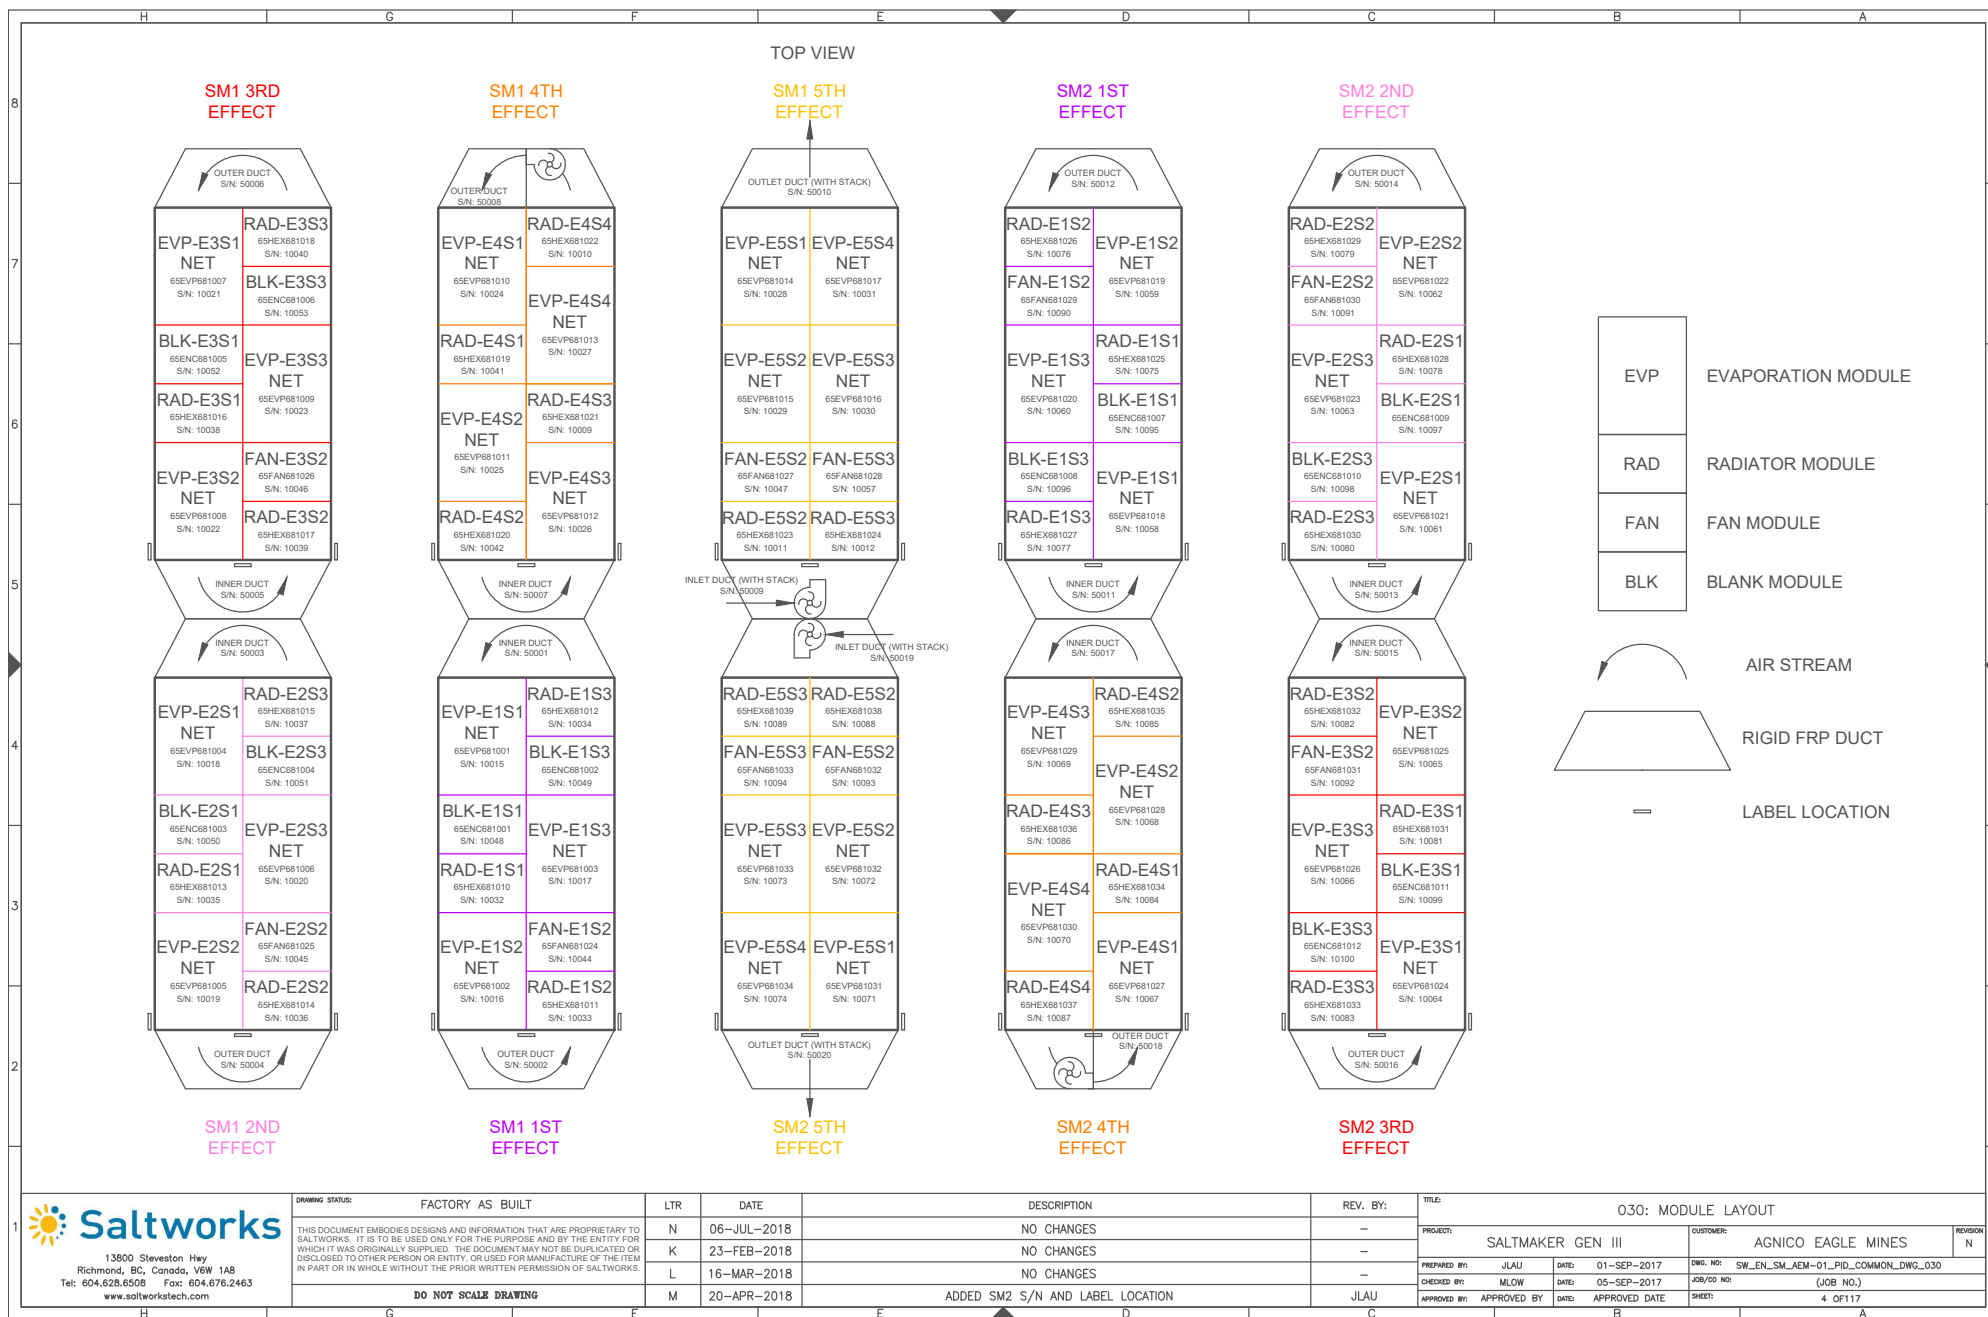 H G F E D C B A
TOP VIEW
SM1 3RD
EFFECT
SM1 4TH
EFFECT
SM1 5TH
EFFECT
SM2 1ST
EFFECT
SM2 2ND
EFFECT
8
7
6
5
4
3
2
1
OUTER DUCT
S/N: 50006
EVP-E3S1
NET
65EVP681007
S/N: 10021
RAD-E3S3
65HEX681018
S/N: 10040
BLK-E3S3
65ENC681006
S/N: 10053
BLK-E3S1
65ENC681005
S/N: 10052
EVP-E3S3
NET
65EVP681009
S/N: 10023
RAD-E3S1
65HEX681016
S/N: 10038
EVP-E3S2
NET
65EVP681008
S/N: 10022
FAN-E3S2
65FAN681026
S/N: 10046
RAD-E3S2
65HEX681017
S/N: 10039
INNER DUCT
S/N: 50005
OUTER DUCT
S/N: 50008
EVP-E4S1
NET
65EVP681010
S/N: 10024
RAD-E4S4
65HEX681022
S/N: 10010
EVP-E4S4
NET
65EVP681013
S/N: 10027
RAD-E4S1
65HEX681019
S/N: 10041
EVP-E4S2
NET
65EVP681011
S/N: 10025
RAD-E4S3
65HEX681021
S/N: 10009
EVP-E4S3
NET
65EVP681012
S/N: 10026
RAD-E4S2
65HEX681020
S/N: 10042
INNER DUCT
S/N: 50007
OUTLET DUCT (WITH STACK)
S/N: 50010
EVP-E5S1
NET
65EVP681014
S/N: 10028
EVP-E5S4
NET
65EVP681017
S/N: 10031
EVP-E5S2
NET
65EVP681015
S/N: 10029
EVP-E5S3
NET
65EVP681016
S/N: 10030
FAN-E5S2
65FAN681027
S/N: 10047
FAN-E5S3
65FAN681028
S/N: 10057
RAD-E5S2
65HEX681023
S/N: 10011
RAD-E5S3
65HEX681024
S/N: 10012
INLET DUCT (WITH STACK)
S/N: 50009
OUTER DUCT
S/N: 50012
RAD-E1S2
65HEX681026
S/N: 10076
EVP-E1S2
NET
65EVP681019
S/N: 10059
FAN-E1S2
65FAN681029
S/N: 10090
EVP-E1S3
NET
65EVP681020
S/N: 10060
RAD-E1S1
65HEX681025
S/N: 10075
BLK-E1S1
65ENC681007
S/N: 10095
BLK-E1S3
65ENC681008
S/N: 10096
EVP-E1S1
NET
65EVP681018
S/N: 10058
RAD-E1S3
65HEX681027
S/N: 10077
INNER DUCT
S/N: 50011
OUTER DUCT
S/N: 50014
RAD-E2S2
65HEX681029
S/N: 10079
EVP-E2S2
NET
65EVP681022
S/N: 10062
FAN-E2S2
65FAN681030
S/N: 10091
EVP-E2S3
NET
65EVP681023
S/N: 10063
RAD-E2S1
65HEX681028
S/N: 10078
BLK-E2S1
65ENC681009
S/N: 10097
BLK-E2S3
65ENC681010
S/N: 10098
EVP-E2S1
NET
65EVP681021
S/N: 10061
RAD-E2S3
65HEX681030
S/N: 10080
INNER DUCT
S/N: 50013
EVP EVAPORATION MODULE
RAD RADIATOR MODULE
FAN FAN MODULE
BLK BLANK MODULE
AIR STREAM
RIGID FRP DUCT
LABEL LOCATION
INNER DUCT
S/N: 50003
EVP-E2S1
NET
65EVP681004
S/N: 10018
RAD-E2S3
65HEX681015
S/N: 10037
BLK-E2S3
65ENC681004
S/N: 10051
BLK-E2S1
65ENC681003
S/N: 10050
EVP-E2S3
NET
65EVP681006
S/N: 10020
RAD-E2S1
65HEX681013
S/N: 10035
EVP-E2S2
NET
65EVP681005
S/N: 10019
FAN-E2S2
65FAN681025
S/N: 10045
RAD-E2S2
65HEX681014
S/N: 10036
OUTER DUCT
S/N: 50004
INNER DUCT
S/N: 50001
EVP-E1S1
NET
65EVP681001
S/N: 10015
RAD-E1S3
65HEX681012
S/N: 10034
BLK-E1S3
65ENC681002
S/N: 10049
BLK-E1S1
65ENC681001
S/N: 10048
EVP-E1S3
NET
65EVP681003
S/N: 10017
RAD-E1S1
65HEX681010
S/N: 10032
EVP-E1S2
NET
65EVP681002
S/N: 10016
FAN-E1S2
65FAN681024
S/N: 10044
RAD-E1S2
65HEX681011
S/N: 10033
OUTER DUCT
S/N: 50002
INLET DUCT (WITH STACK)
S/N: 50019
RAD-E5S3
65HEX681039
S/N: 10089
RAD-E5S2
65HEX681038
S/N: 10088
FAN-E5S3
65FAN681033
S/N: 10094
FAN-E5S2
65FAN681032
S/N: 10093
EVP-E5S3
NET
65EVP681033
S/N: 10073
EVP-E5S2
NET
65EVP681032
S/N: 10072
EVP-E5S4
NET
65EVP681034
S/N: 10074
EVP-E5S1
NET
65EVP681031
S/N: 10071
OUTLET DUCT (WITH STACK)
S/N: 50020
INNER DUCT
S/N: 50017
EVP-E4S3
NET
65EVP681029
S/N: 10069
RAD-E4S2
65HEX681035
S/N: 10085
EVP-E4S2
NET
65EVP681028
S/N: 10068
RAD-E4S3
65HEX681036
S/N: 10086
EVP-E4S4
NET
65EVP681030
S/N: 10070
RAD-E4S1
65HEX681034
S/N: 10084
EVP-E4S1
NET
65EVP681027
S/N: 10067
RAD-E4S4
65HEX681037
S/N: 10087
OUTER DUCT
S/N: 50018
INNER DUCT
S/N: 50015
RAD-E3S2
65HEX681032
S/N: 10082
EVP-E3S2
NET
65EVP681025
S/N: 10065
FAN-E3S2
65FAN681031
S/N: 10092
EVP-E3S3
NET
65EVP681026
S/N: 10066
RAD-E3S1
65HEX681031
S/N: 10081
BLK-E3S1
65ENC681011
S/N: 10099
BLK-E3S3
65ENC681012
S/N: 10100
EVP-E3S1
NET
65EVP681024
S/N: 10064
RAD-E3S3
65HEX681033
S/N: 10083
OUTER DUCT
S/N: 50016
SM1 2ND
EFFECT
SM1 1ST
EFFECT
SM2 5TH
EFFECT
SM2 4TH
EFFECT
SM2 3RD
EFFECT
Saltworks
13800 Steveston Hwy
Richmond, BC, Canada, V6W 1A8
Tel: 604.628.6508 Fax: 604.676.2463
www.saltworkstech.com
DRAWING STATUS: FACTORY AS BUILT
THIS DOCUMENT EMBODIES DESIGNS AND INFORMATION THAT ARE PROPRIETARY TO
SALTWORKS. IT IS TO BE USED ONLY FOR THE PURPOSE AND BY THE ENTITY FOR
WHICH IT WAS ORIGINALLY SUPPLIED. THE DOCUMENT MAY NOT BE DUPLICATED OR
DISCLOSED TO OTHER PERSON OR ENTITY, OR USED FOR MANUFACTURE OF THE ITEM
IN PART OR IN WHOLE WITHOUT THE PRIOR WRITTEN PERMISSION OF SALTWORKS.
DO NOT SCALE DRAWING
LTR DATE DESCRIPTION REV. BY:
N 06-JUL-2018 NO CHANGES -
K 23-FEB-2018 NO CHANGES -
L 16-MAR-2018 NO CHANGES -
M 20-APR-2018 ADDED SM2 S/N AND LABEL LOCATION JLAU
TITLE:
030: MODULE LAYOUT
PROJECT: SALTMAKER GEN III
CUSTOMER: AGNICO EAGLE MINES
REVISION N
PREPARED BY: JLAU DATE: 01-SEP-2017 DWG. NO: SW_EN_SM_AEM-01_PID_COMMON_DWG_030
CHECKED BY: MLOW DATE: 05-SEP-2017 JOB/CO NO: (JOB NO.)
APPROVED BY: APPROVED BY DATE: APPROVED DATE SHEET: 4 OF117
H G F E D C B A